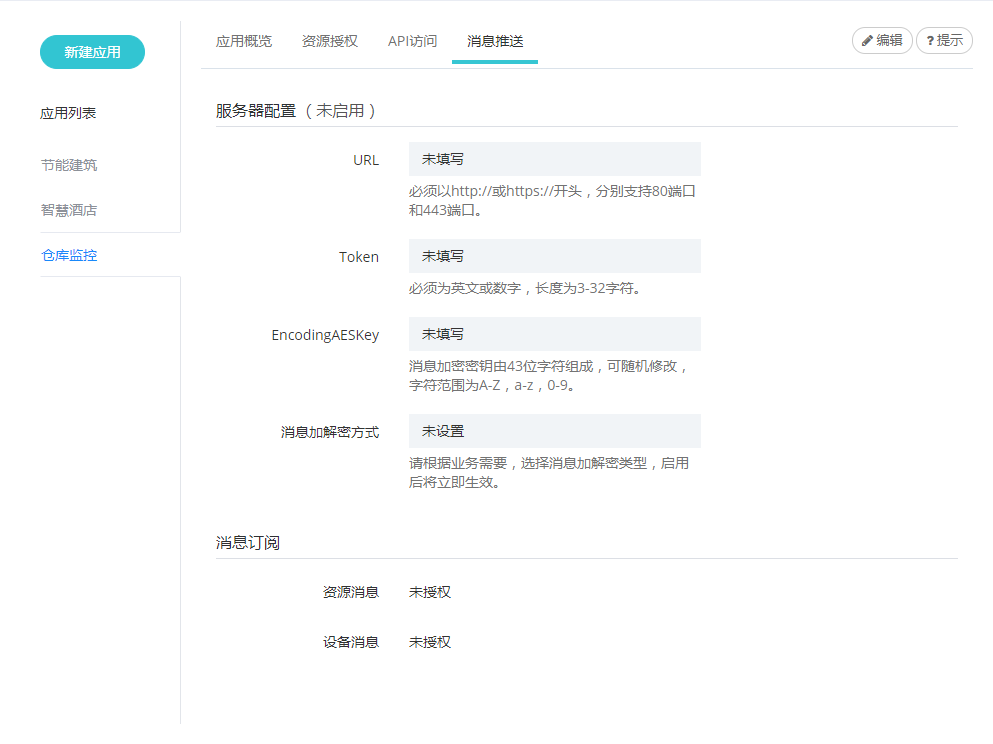 新建应用
应用列表
节能建筑
智慧酒店
仓库监控
应用概览 资源授权 API访问 消息推送
编辑 ?提示
服务器配置（未启用）
URL 未填写
必须以http://或https://开头，分别支持80端口
和443端口。
Token 未填写
必须为英文或数字，长度为3-32字符。
EncodingAESKey 未填写
消息加密密钥由43位字符组成，可随机修改，
字符范围为A-Z，a-z，0-9。
消息加解密方式 未设置
请根据业务需要，选择消息加解密类型，启用
后将立即生效。
消息订阅
资源消息 未授权
设备消息 未授权